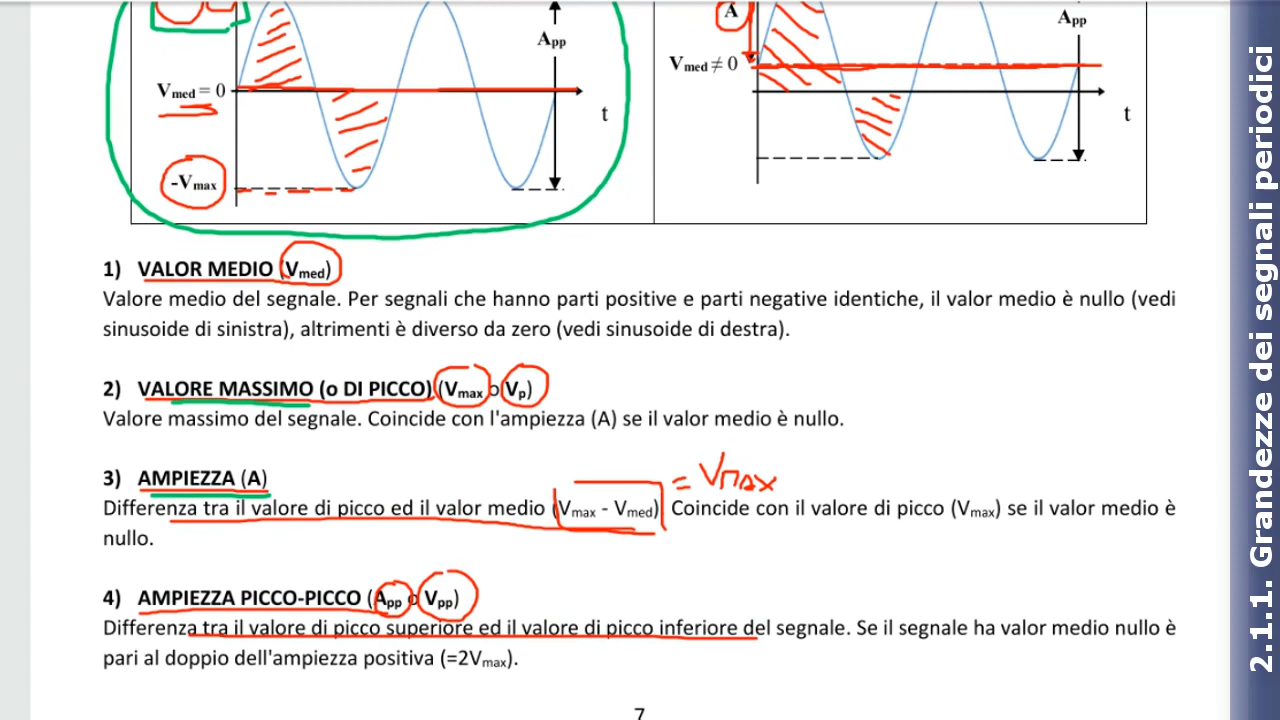 A
App
App
Vmed = 0
Vmed ≠ 0
t
t
-Vmax
1) VALOR MEDIO (Vmed)
Valore medio del segnale. Per segnali che hanno parti positive e parti negative identiche, il valor medio è nullo (vedi
sinusoide di sinistra), altrimenti è diverso da zero (vedi sinusoide di destra).
2) VALORE MASSIMO (o DI PICCO) (Vmax o Vp)
Valore massimo del segnale. Coincide con l'ampiezza (A) se il valor medio è nullo.
3) AMPIEZZA (A)
= VMAX
Differenza tra il valore di picco ed il valor medio (Vmax - Vmed) Coincide con il valore di picco (Vmax) se il valor medio è
nullo.
4) AMPIEZZA PICCO-PICCO (App o Vpp)
Differenza tra il valore di picco superiore ed il valore di picco inferiore del segnale. Se il segnale ha valor medio nullo è
pari al doppio dell'ampiezza positiva (=2Vmax).
7
2.1.1. Grandezze dei segnali periodici